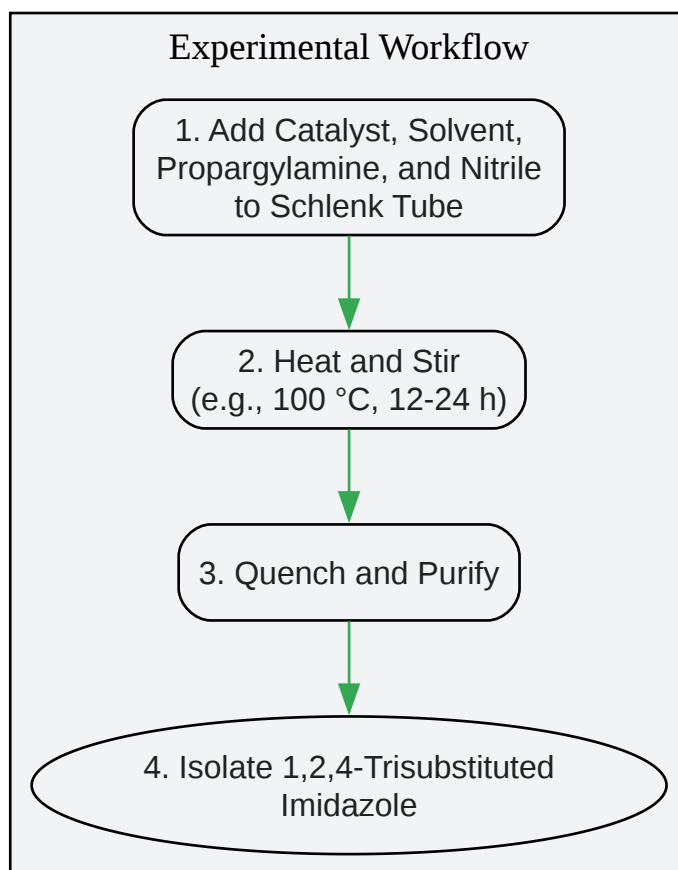 Experimental Workflow
1. Add Catalyst, Solvent,
Propargylamine, and Nitrile
to Schlenk Tube
2. Heat and Stir
(e.g., 100 °C, 12-24 h)
3. Quench and Purify
4. Isolate 1,2,4-Trisubstituted
Imidazole